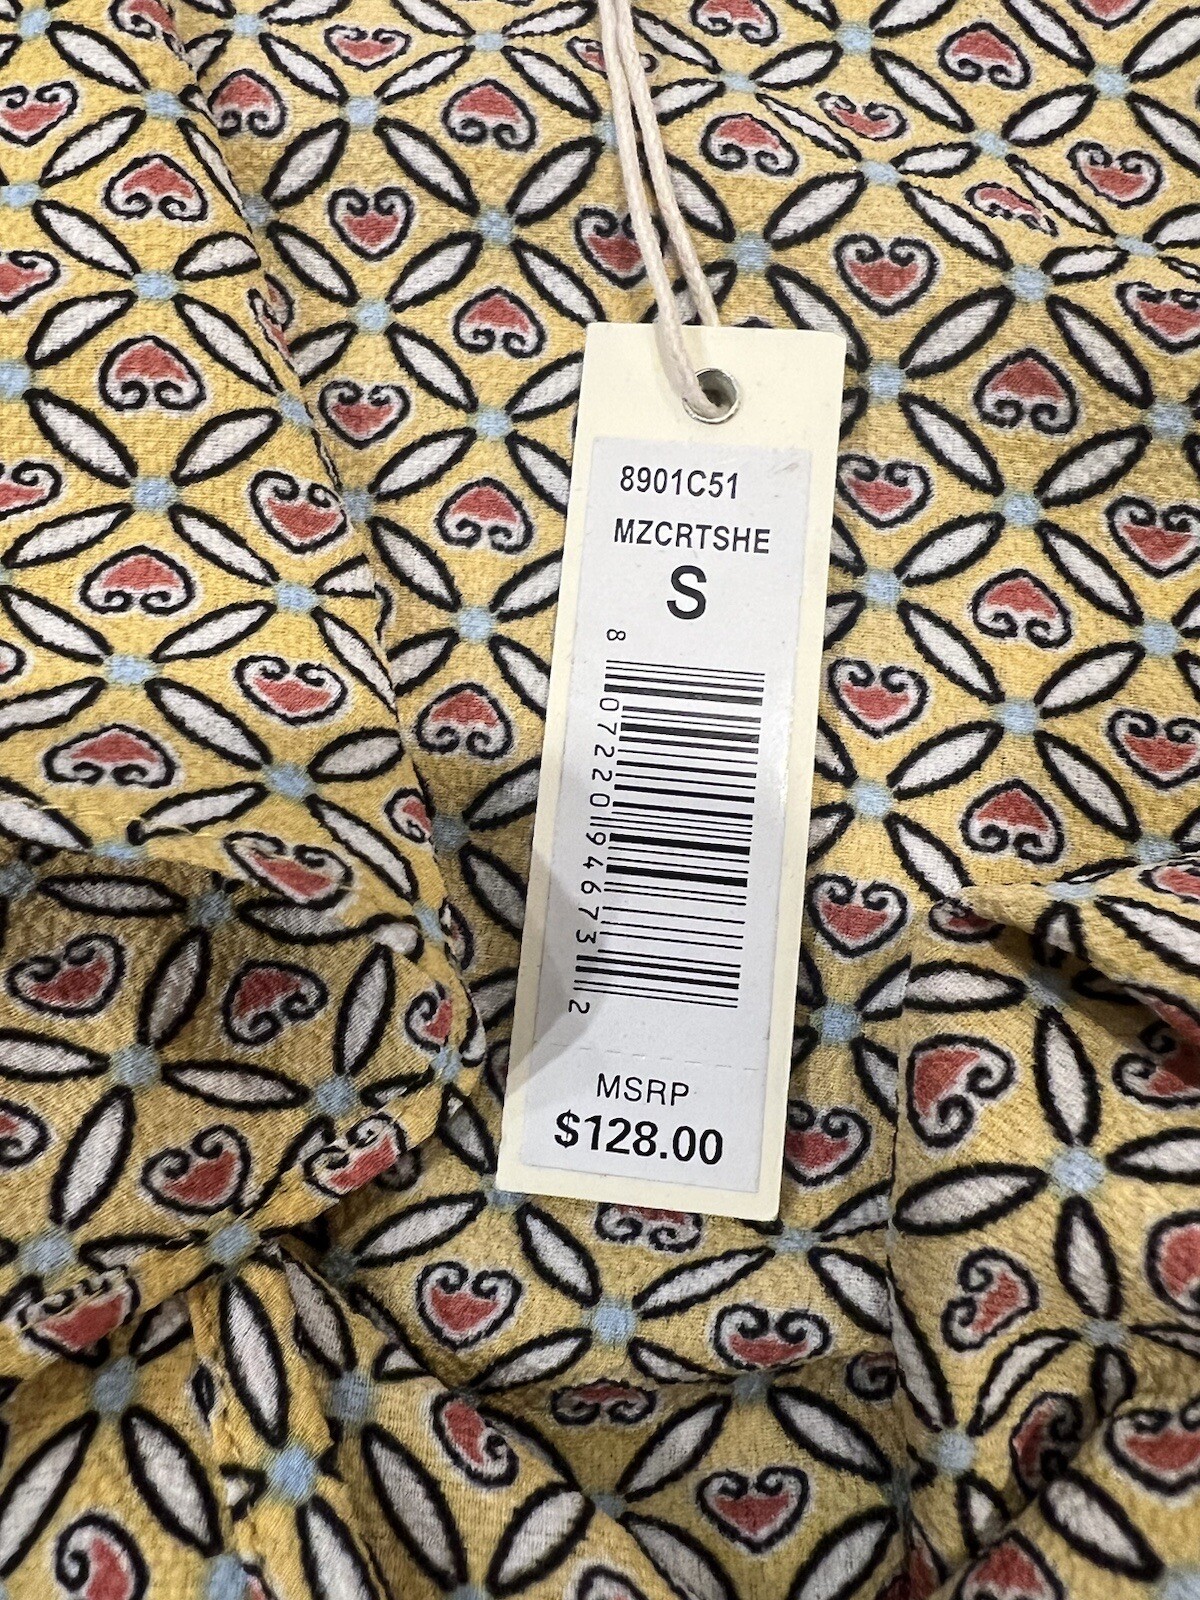 8901C51
MZCRTSHE
S
8 07220 94673 2
MSRP
$128.00